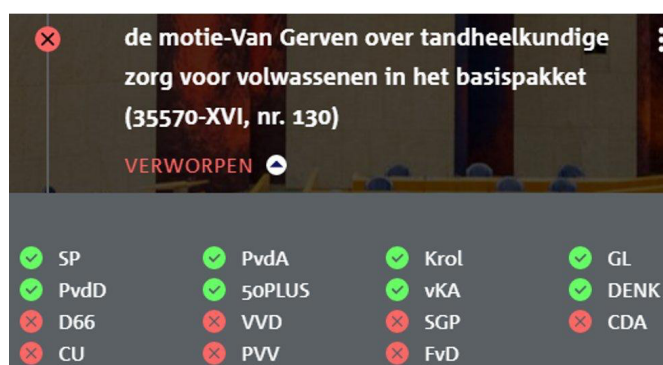 de motie-Van Gerven over tandheelkundige
zorg voor volwassenen in het basispakket
(35570-XVI, nr. 130)
VERWORPEN
SP PvdA Krol GL
PvdD 50PLUS vKA DENK
D66 VVD SGP CDA
CU PVV FvD